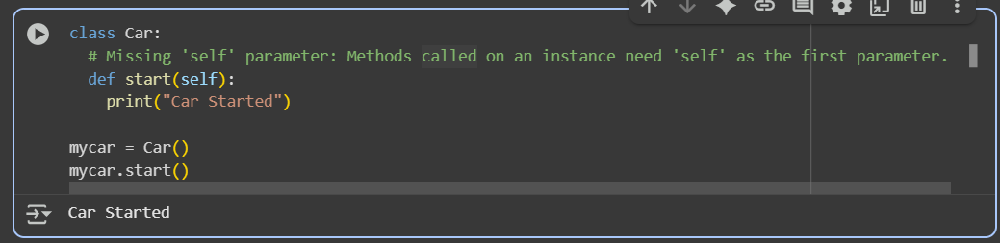 class Car:
  # Missing 'self' parameter: Methods called on an instance need 'self' as the first parameter.
  def start(self):
    print("Car Started")

mycar = Car()
mycar.start()
Car Started